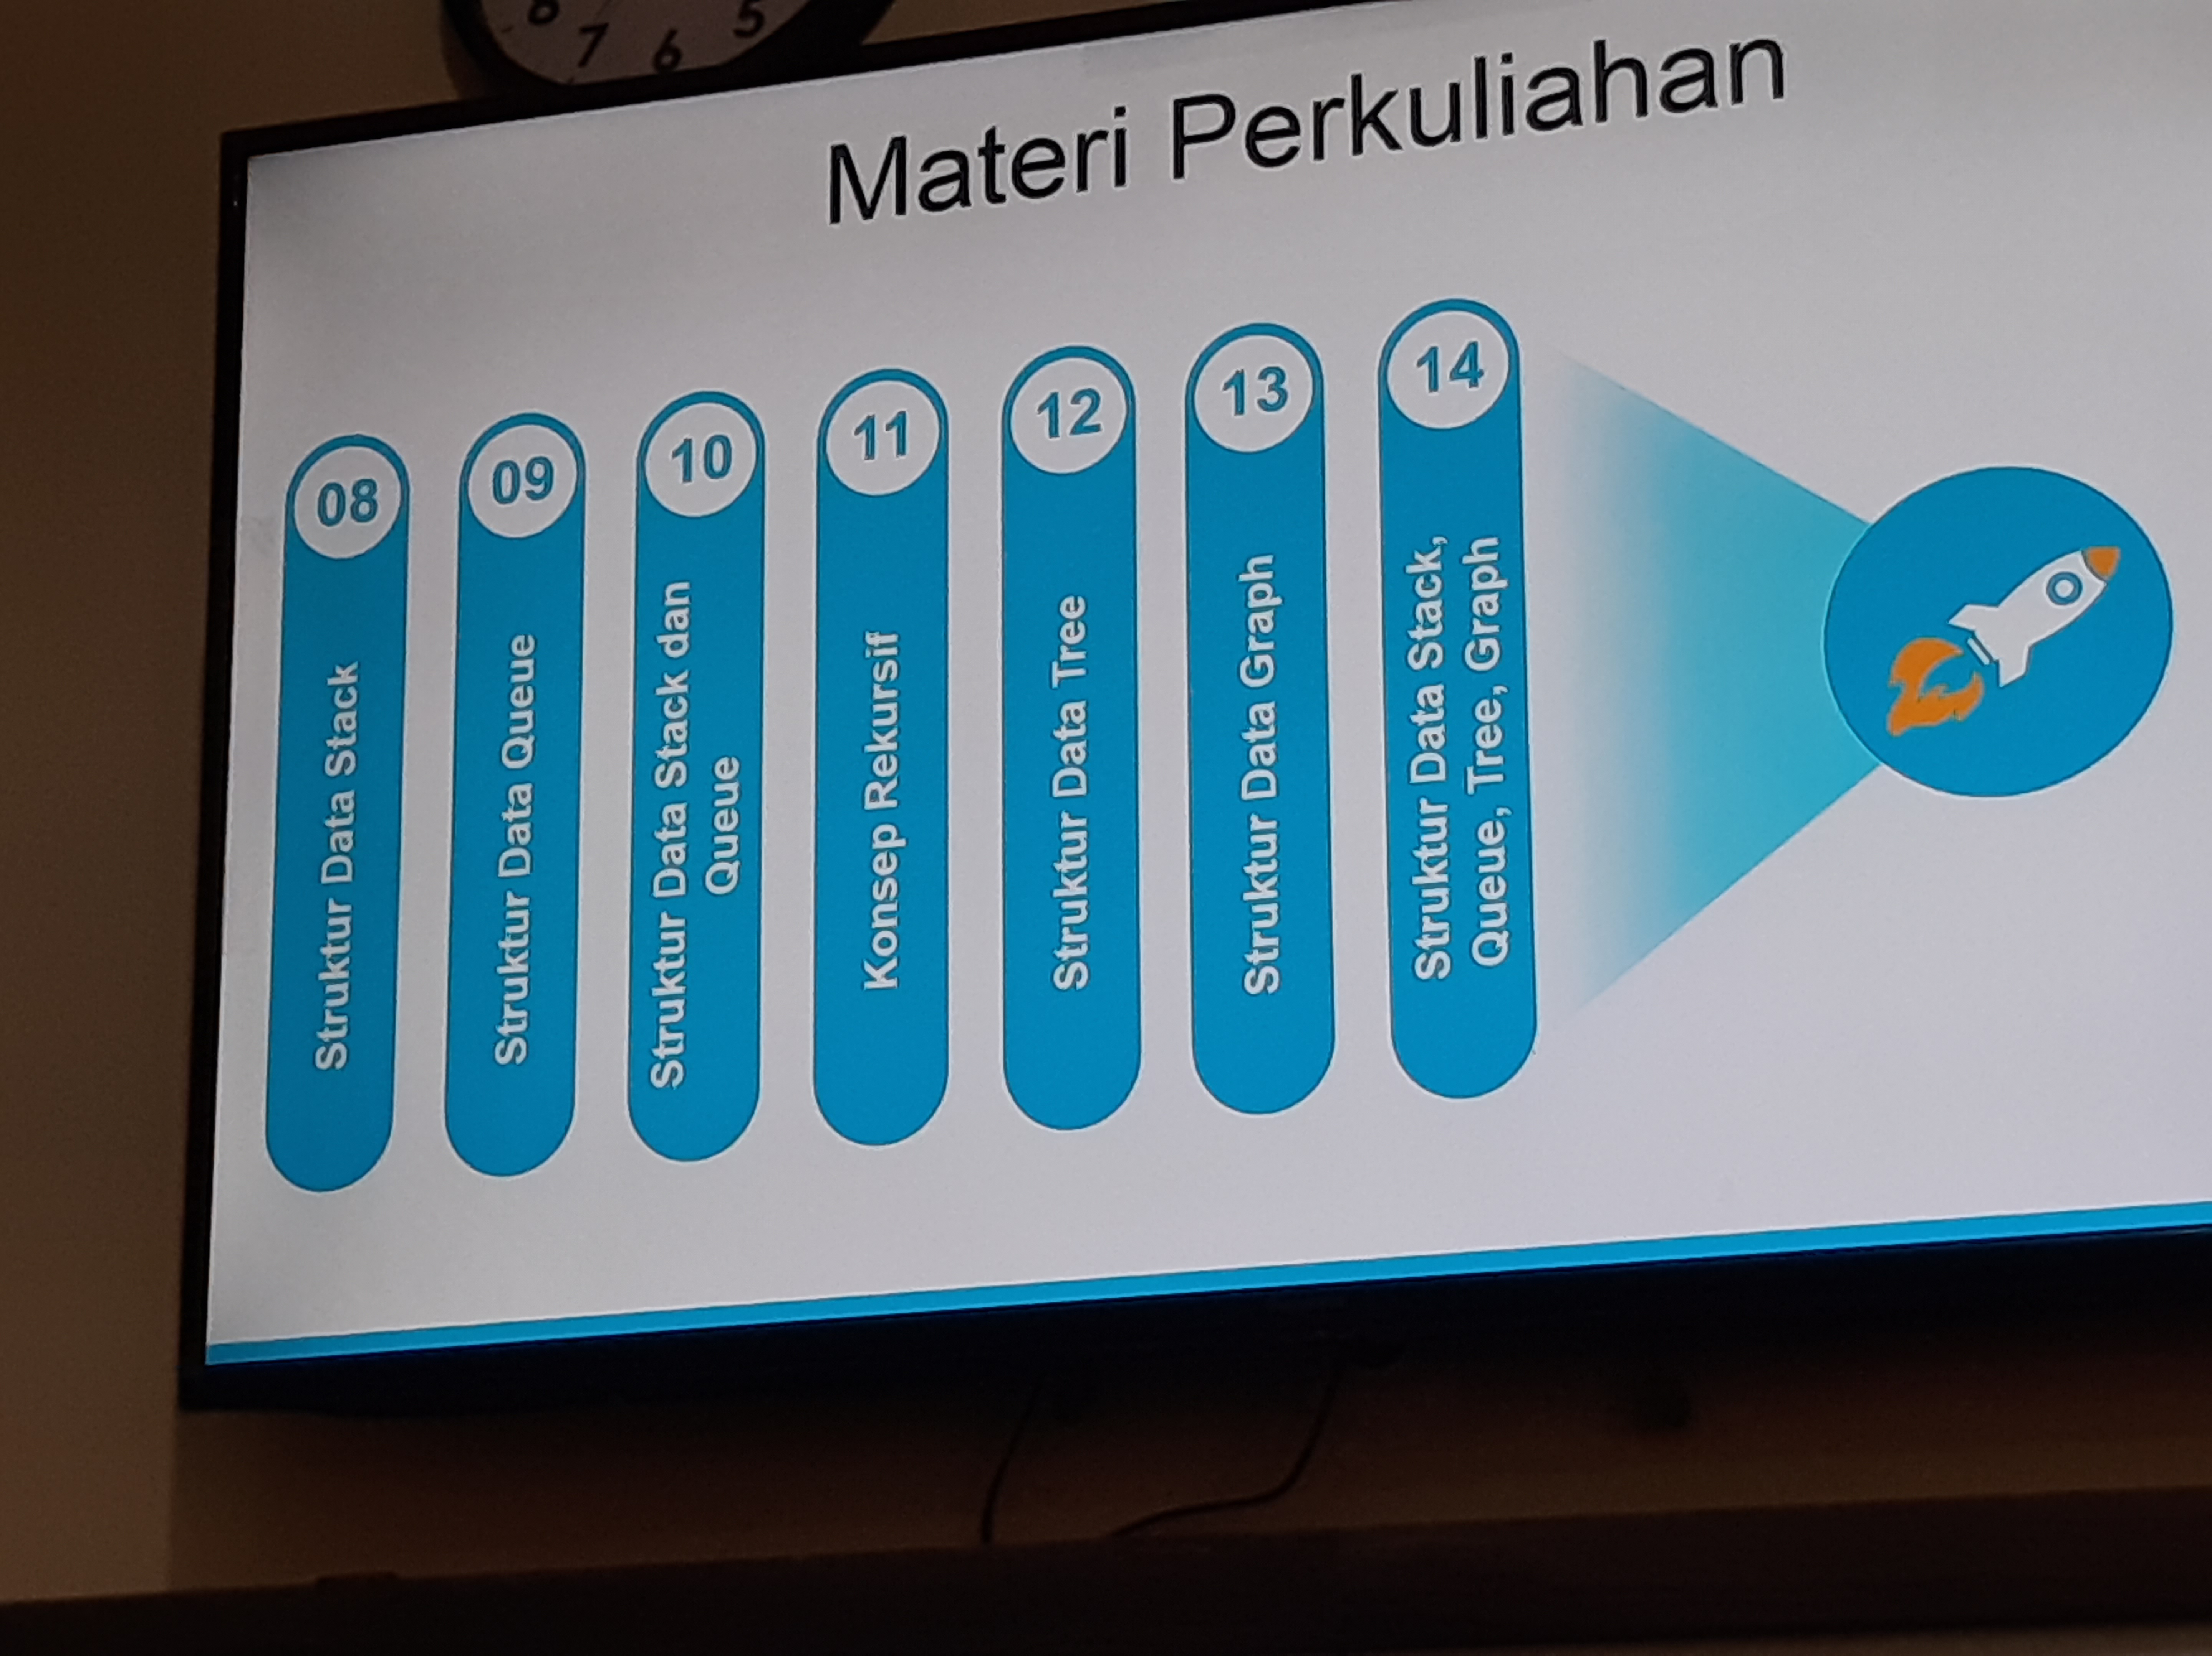 7 6 5
Materi Perkuliahan
08
Struktur Data Stack
09
Struktur Data Queue
10
Struktur Data Stack dan
Queue
11
Konsep Rekursif
12
Struktur Data Tree
13
Struktur Data Graph
14
Struktur Data Stack,
Queue, Tree, Graph